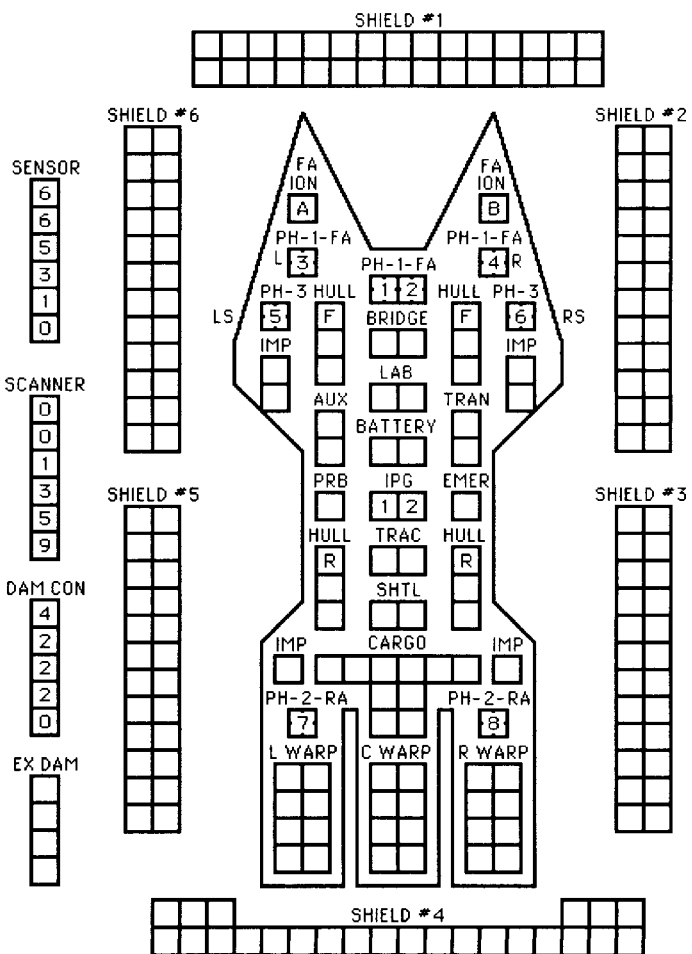 SHIELD #1
SHIELD #6
SHIELD #2
SENSOR
6
6
5
3
1
0
FA
ION
A
FA
ION
B
PH-1-FA
L 3
PH-1-FA
1 2
PH-1-FA
4 R
PH-3
LS 5
HULL
F
HULL
F
PH-3
6 RS
BRIDGE
IMP
IMP
LAB
SCANNER
0
0
1
3
5
9
AUX
TRAN
BATTERY
PRB
IPG
1 2
EMER
SHIELD #5
SHIELD #3
HULL
R
TRAC
HULL
R
SHTL
DAM CON
4
2
2
2
0
IMP
CARGO
IMP
PH-2-RA
7
PH-2-RA
8
L WARP
C WARP
R WARP
EX DAM
SHIELD #4